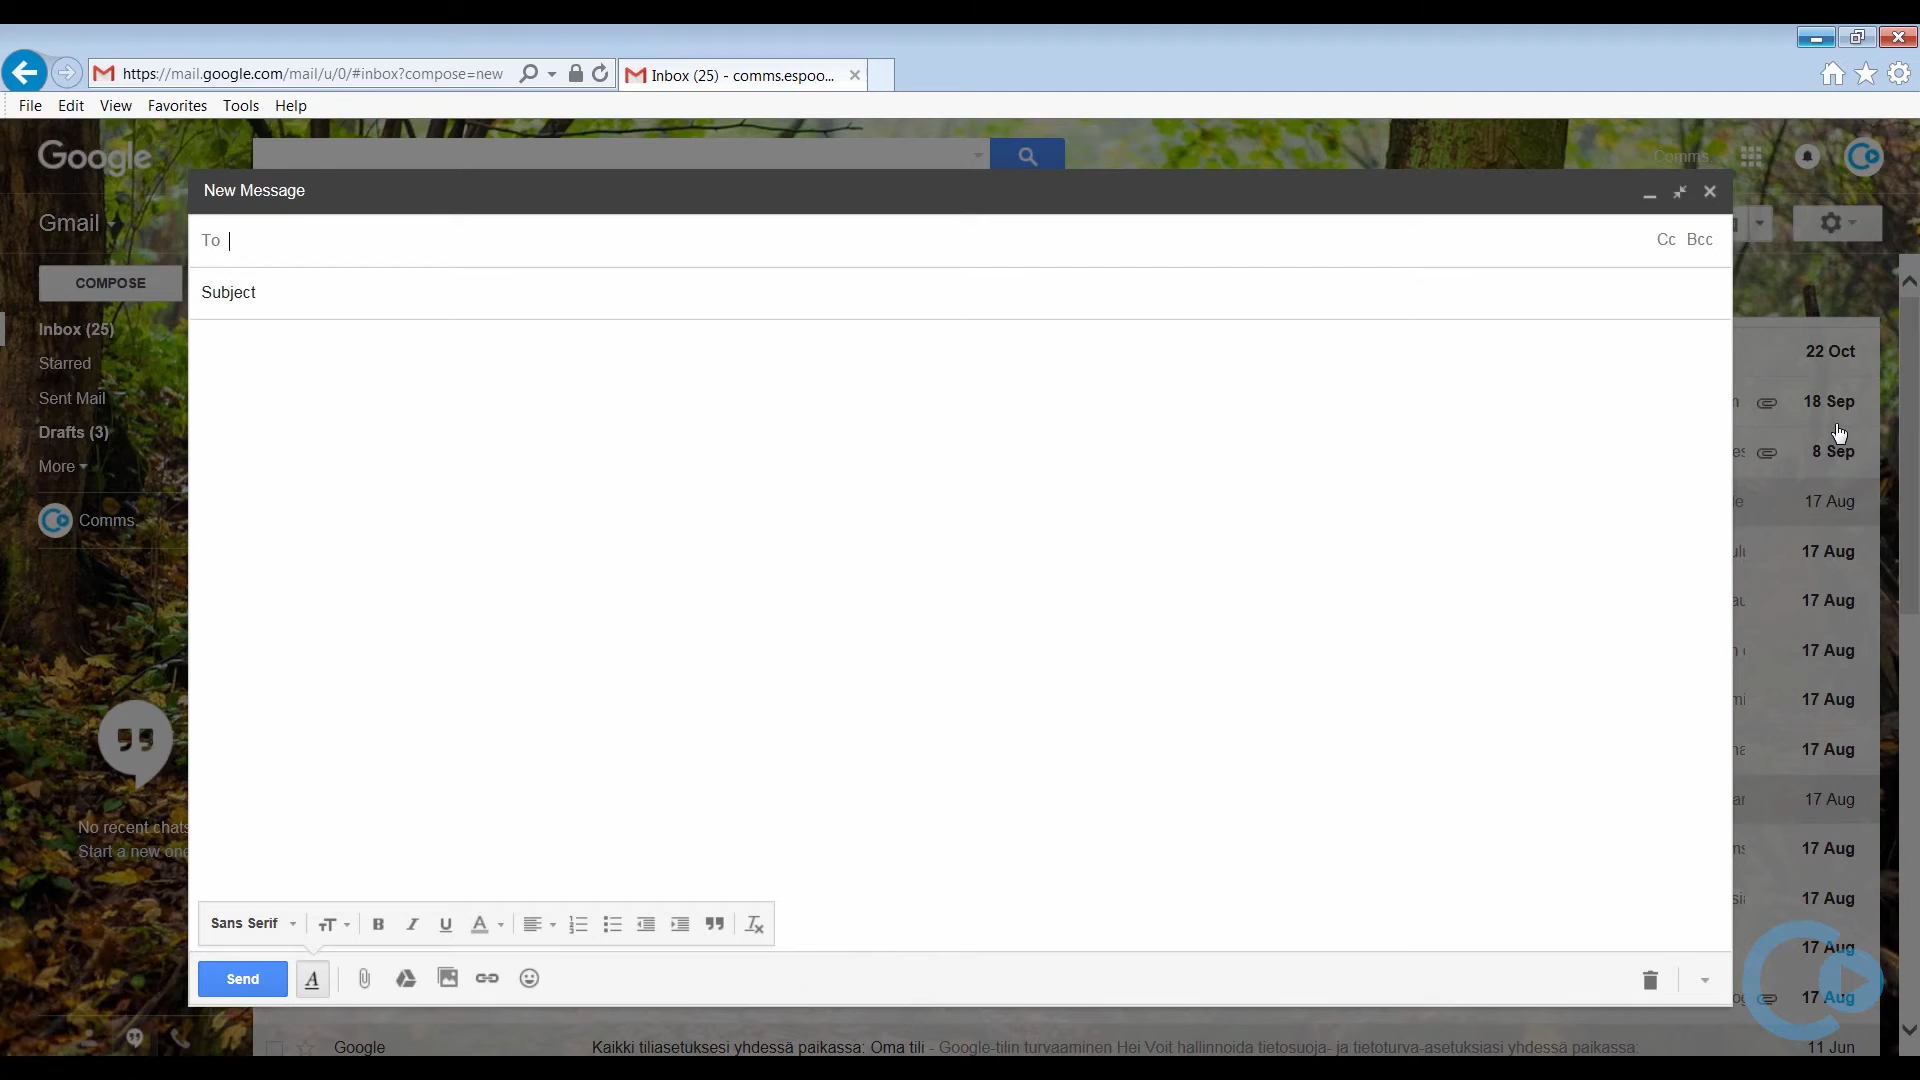 https://mail.google.com/mail/u/0/#inbox?compose=new
Inbox (25) - comms.espoo...
File Edit View Favorites Tools Help
Google
Comms.
New Message
Gmail
To
Cc Bcc
COMPOSE
Subject
Inbox (25)
Starred
Sent Mail
Drafts (3)
More
Comms.
22 Oct
18 Sep
8 Sep
17 Aug
17 Aug
17 Aug
17 Aug
17 Aug
17 Aug
17 Aug
17 Aug
17 Aug
17 Aug
17 Aug
No recent chats
Start a new one
Sans Serif
Send
Google Kaikki tiliasetuksesi yhdessä paikassa: Oma tili - Google-tilin turvaaminen Hei Voit hallinnoida tietosuoja- ja tietoturva-asetuksiasi yhdessä paikassa: 11 Jun